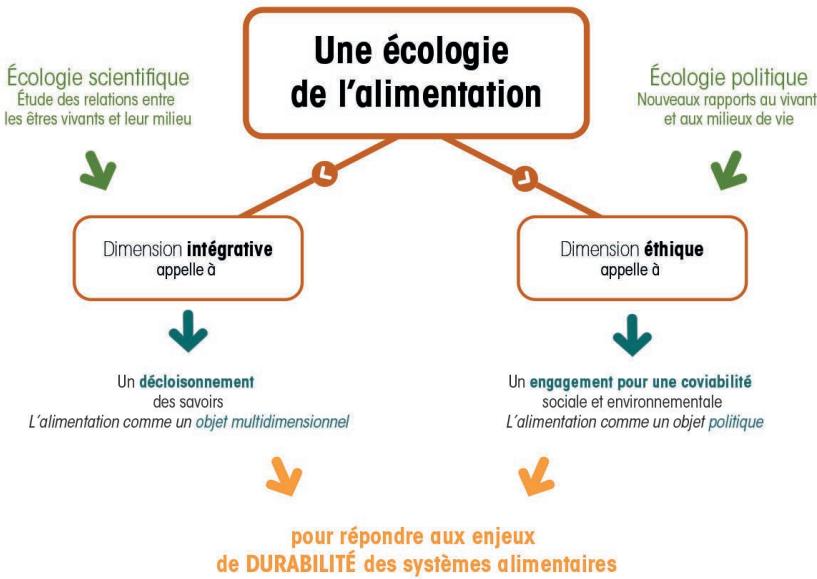 Une écologie
de l'alimentation
Écologie scientifique
Étude des relations entre
les êtres vivants et leur milieu
Écologie politique
Nouveaux rapports au vivant
et aux milieux de vie
Dimension intégrative
appelle à
Dimension éthique
appelle à
Un décloisonnement
des savoirs
L'alimentation comme un objet multidimensionnel
Un engagement pour une coviabilité
sociale et environnementale
L'alimentation comme un objet politique
pour répondre aux enjeux
de DURABILITÉ des systèmes alimentaires